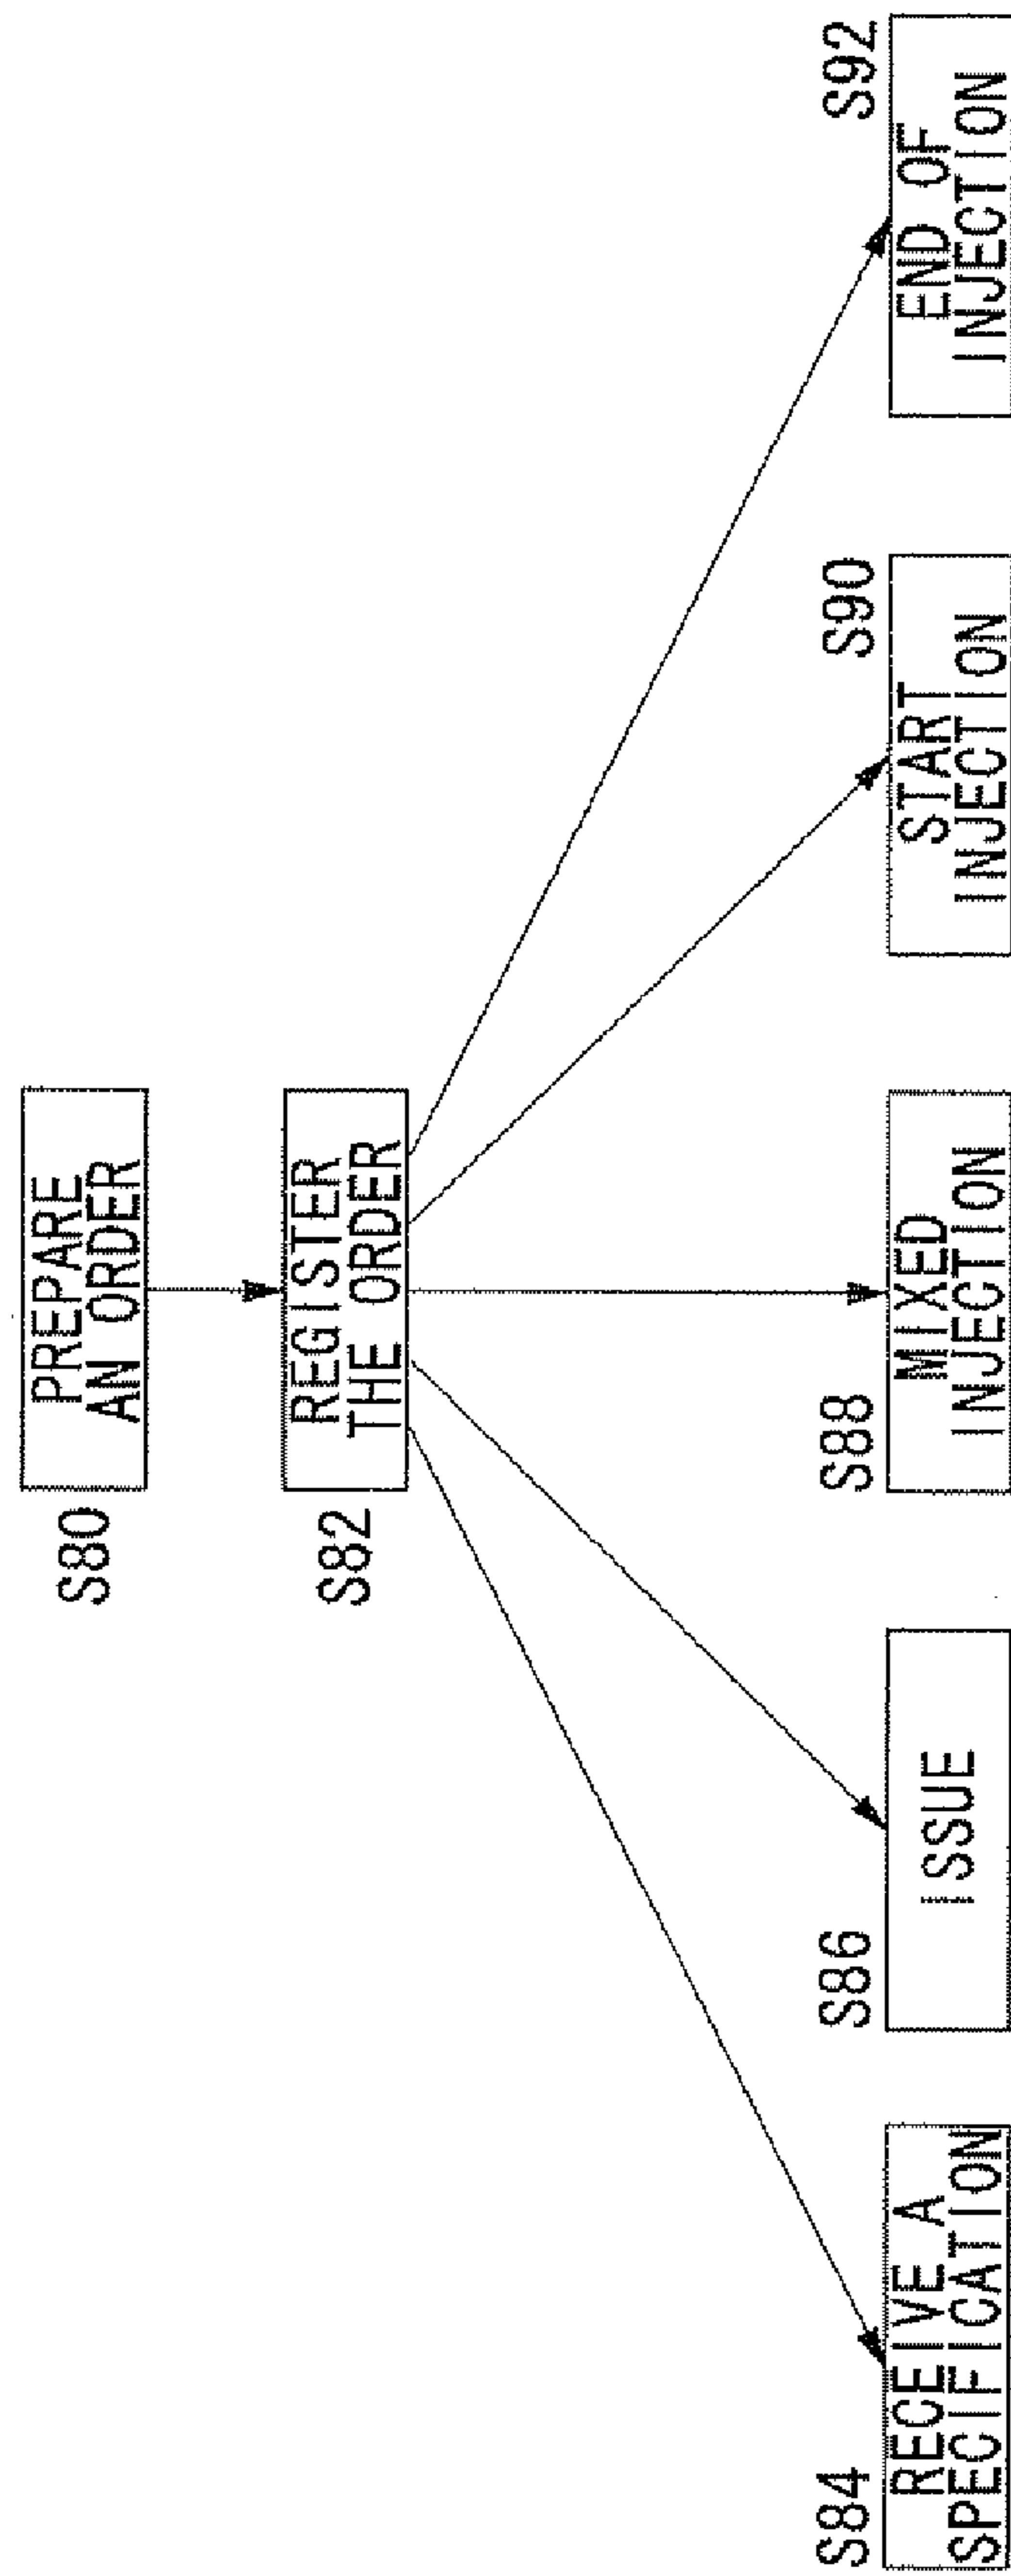 S80
PREPARE
AN ORDER
S82
REGISTER
THE ORDER
S84
RECEIVE A
SPECIFICATION
S86
ISSUE
S88
MIXED
INJECTION
S90
START
INJECTION
S92
END OF
INJECTION